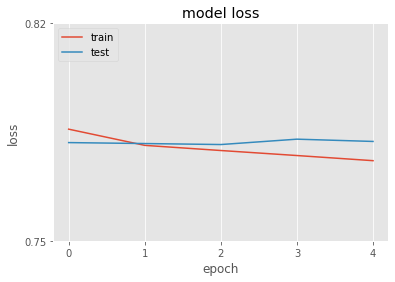 model loss
0.82
train
test
loss
0.75
0 1 2 3 4
epoch